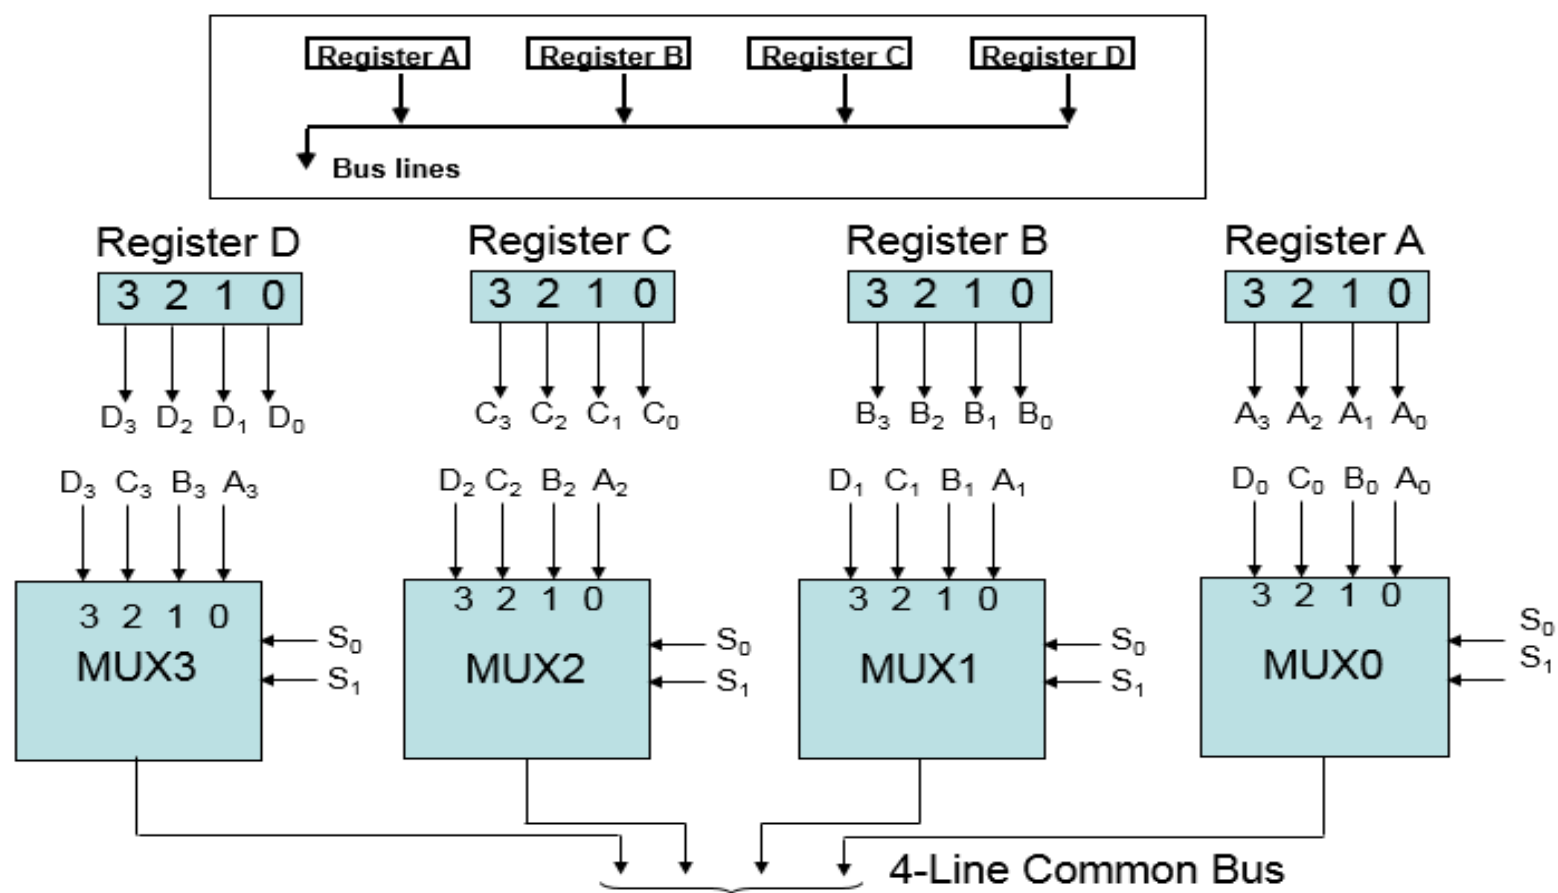 Register A Register B Register C Register D
Bus lines
Register D Register C Register B Register A
3 2 1 0 3 2 1 0 3 2 1 0 3 2 1 0
D₃ D₂ D₁ D₀ C₃ C₂ C₁ C₀ B₃ B₂ B₁ B₀ A₃ A₂ A₁ A₀
D₃ C₃ B₃ A₃ D₂ C₂ B₂ A₂ D₁ C₁ B₁ A₁ D₀ C₀ B₀ A₀
3 2 1 0 3 2 1 0 3 2 1 0 3 2 1 0
S₀ S₀ S₀ S₀
MUX3 MUX2 MUX1 MUX0
S₁ S₁ S₁ S₁
4-Line Common Bus